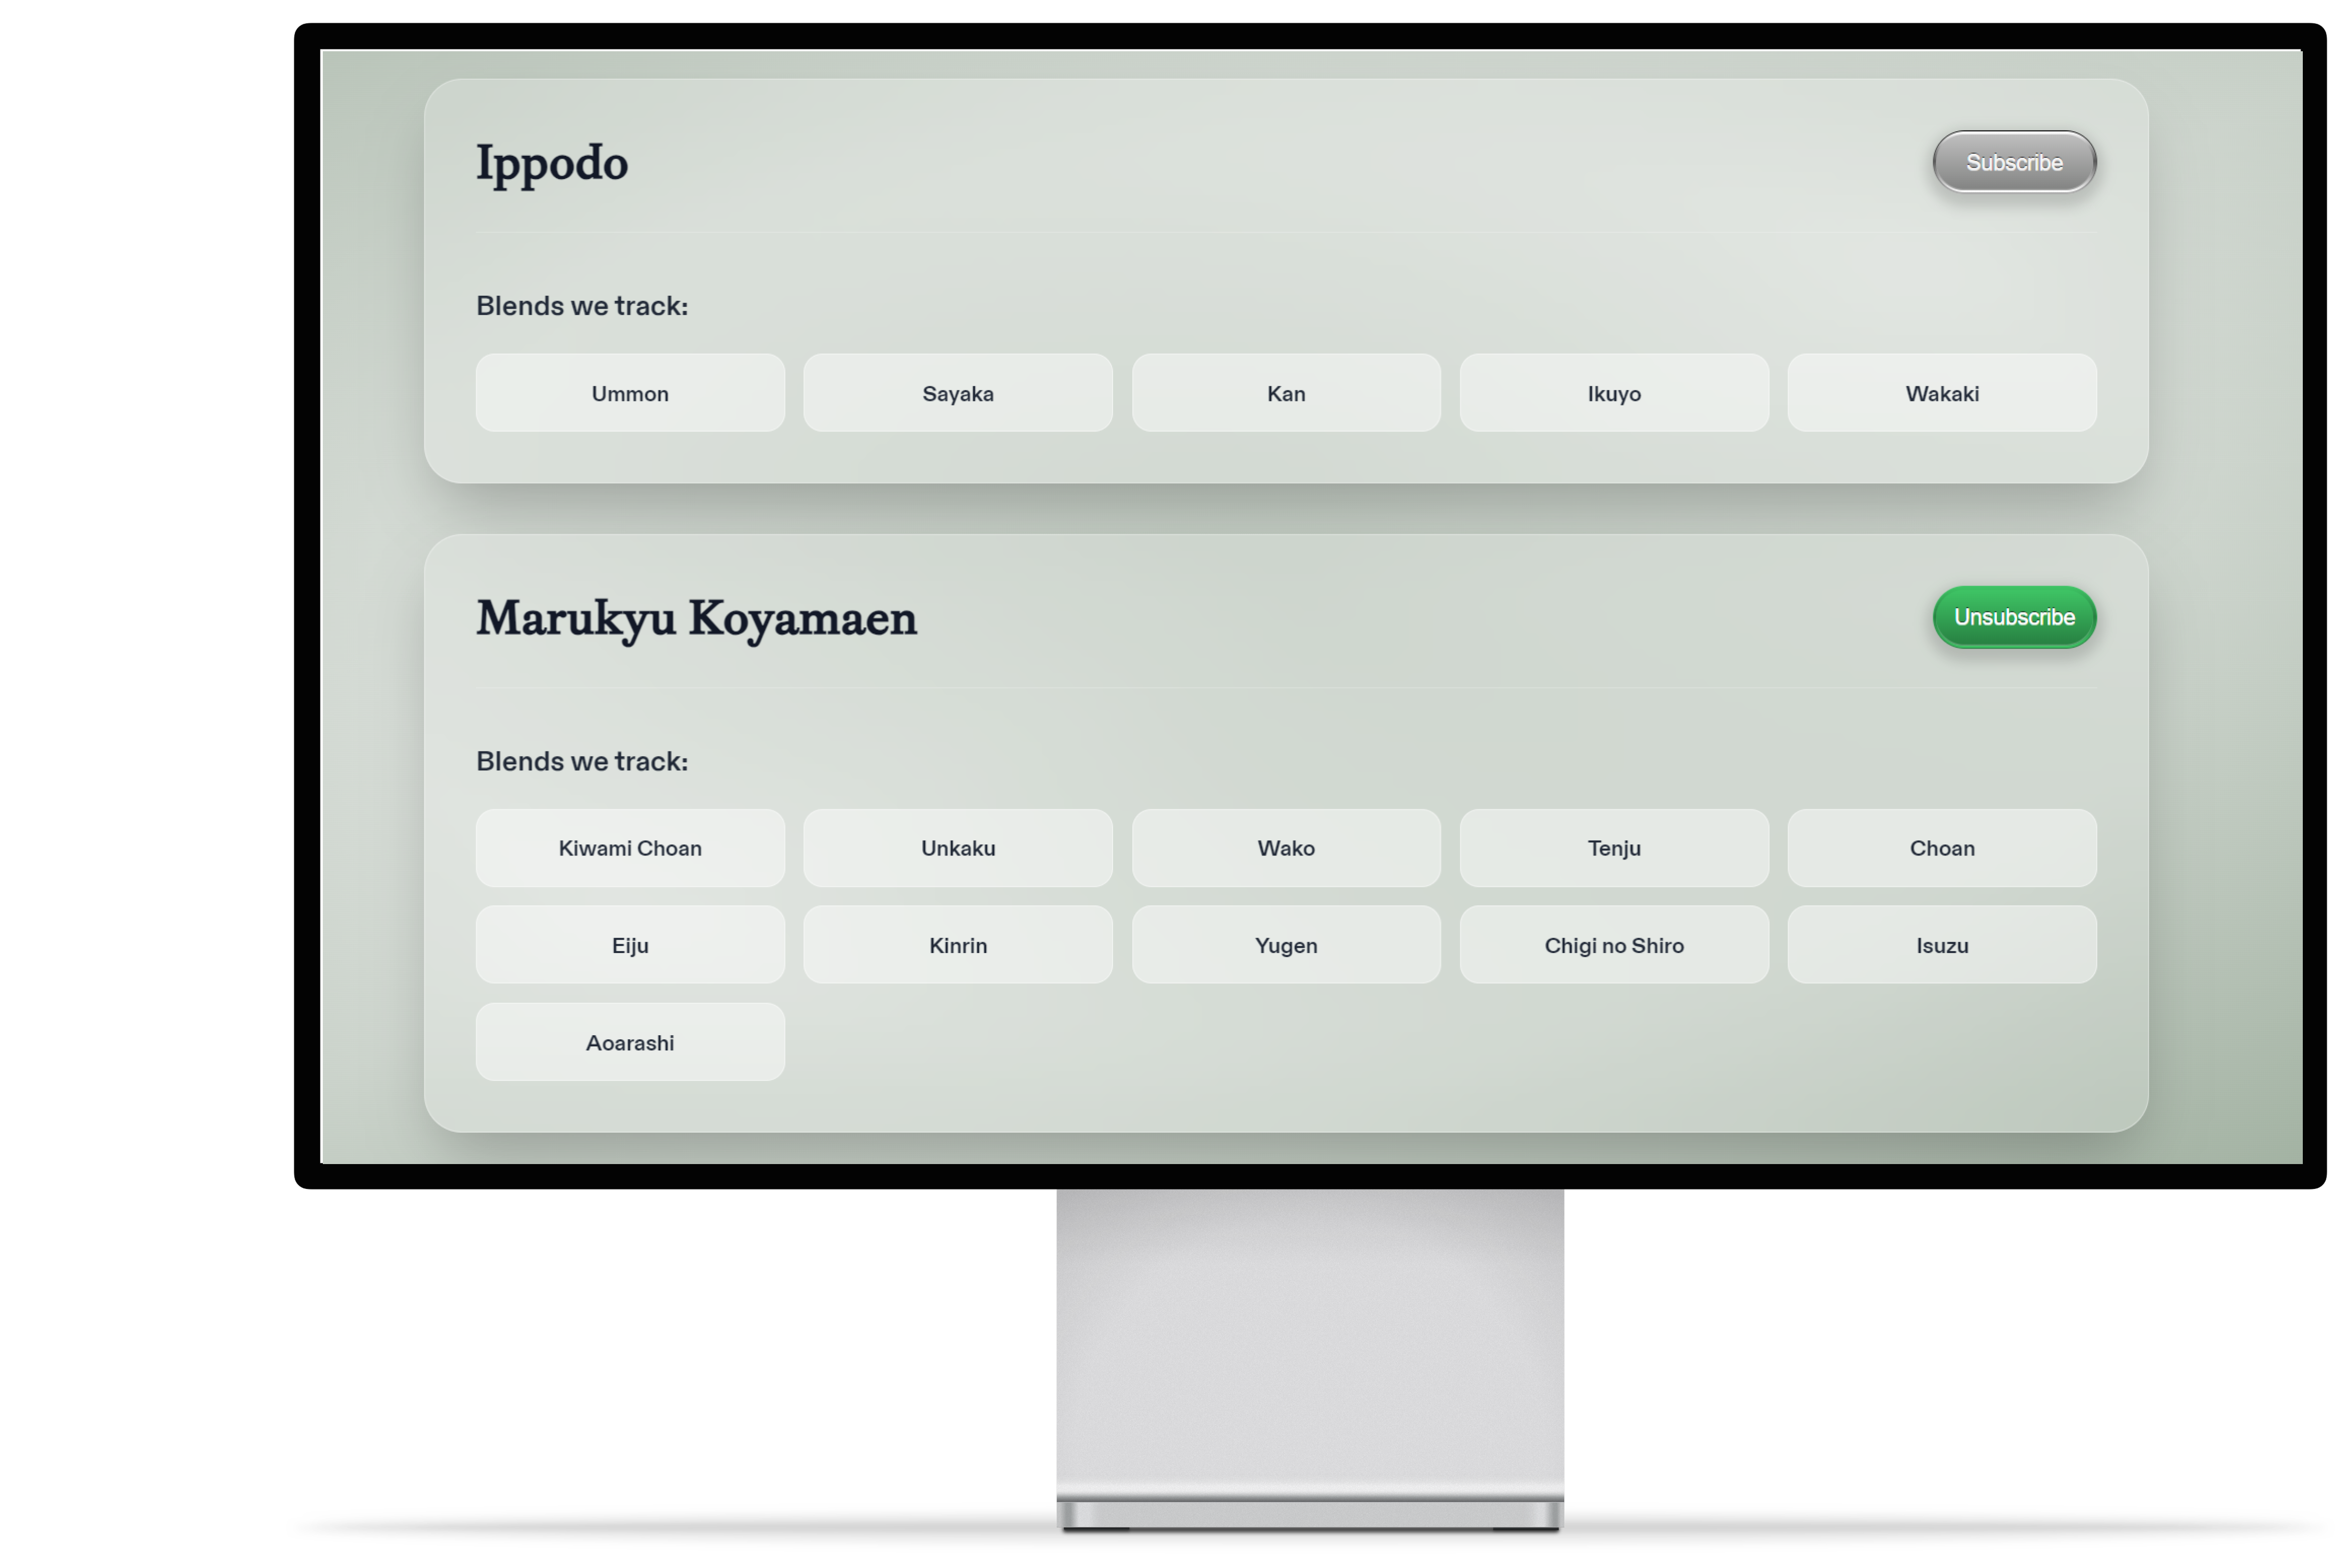 Ippodo
Subscribe
Blends we track:
Ummon
Sayaka
Kan
Ikuyo
Wakaki
Marukyu Koyamaen
Unsubscribe
Blends we track:
Kiwami Choan
Unkaku
Wako
Tenju
Choan
Eiju
Kinrin
Yugen
Chigi no Shiro
Isuzu
Aoarashi